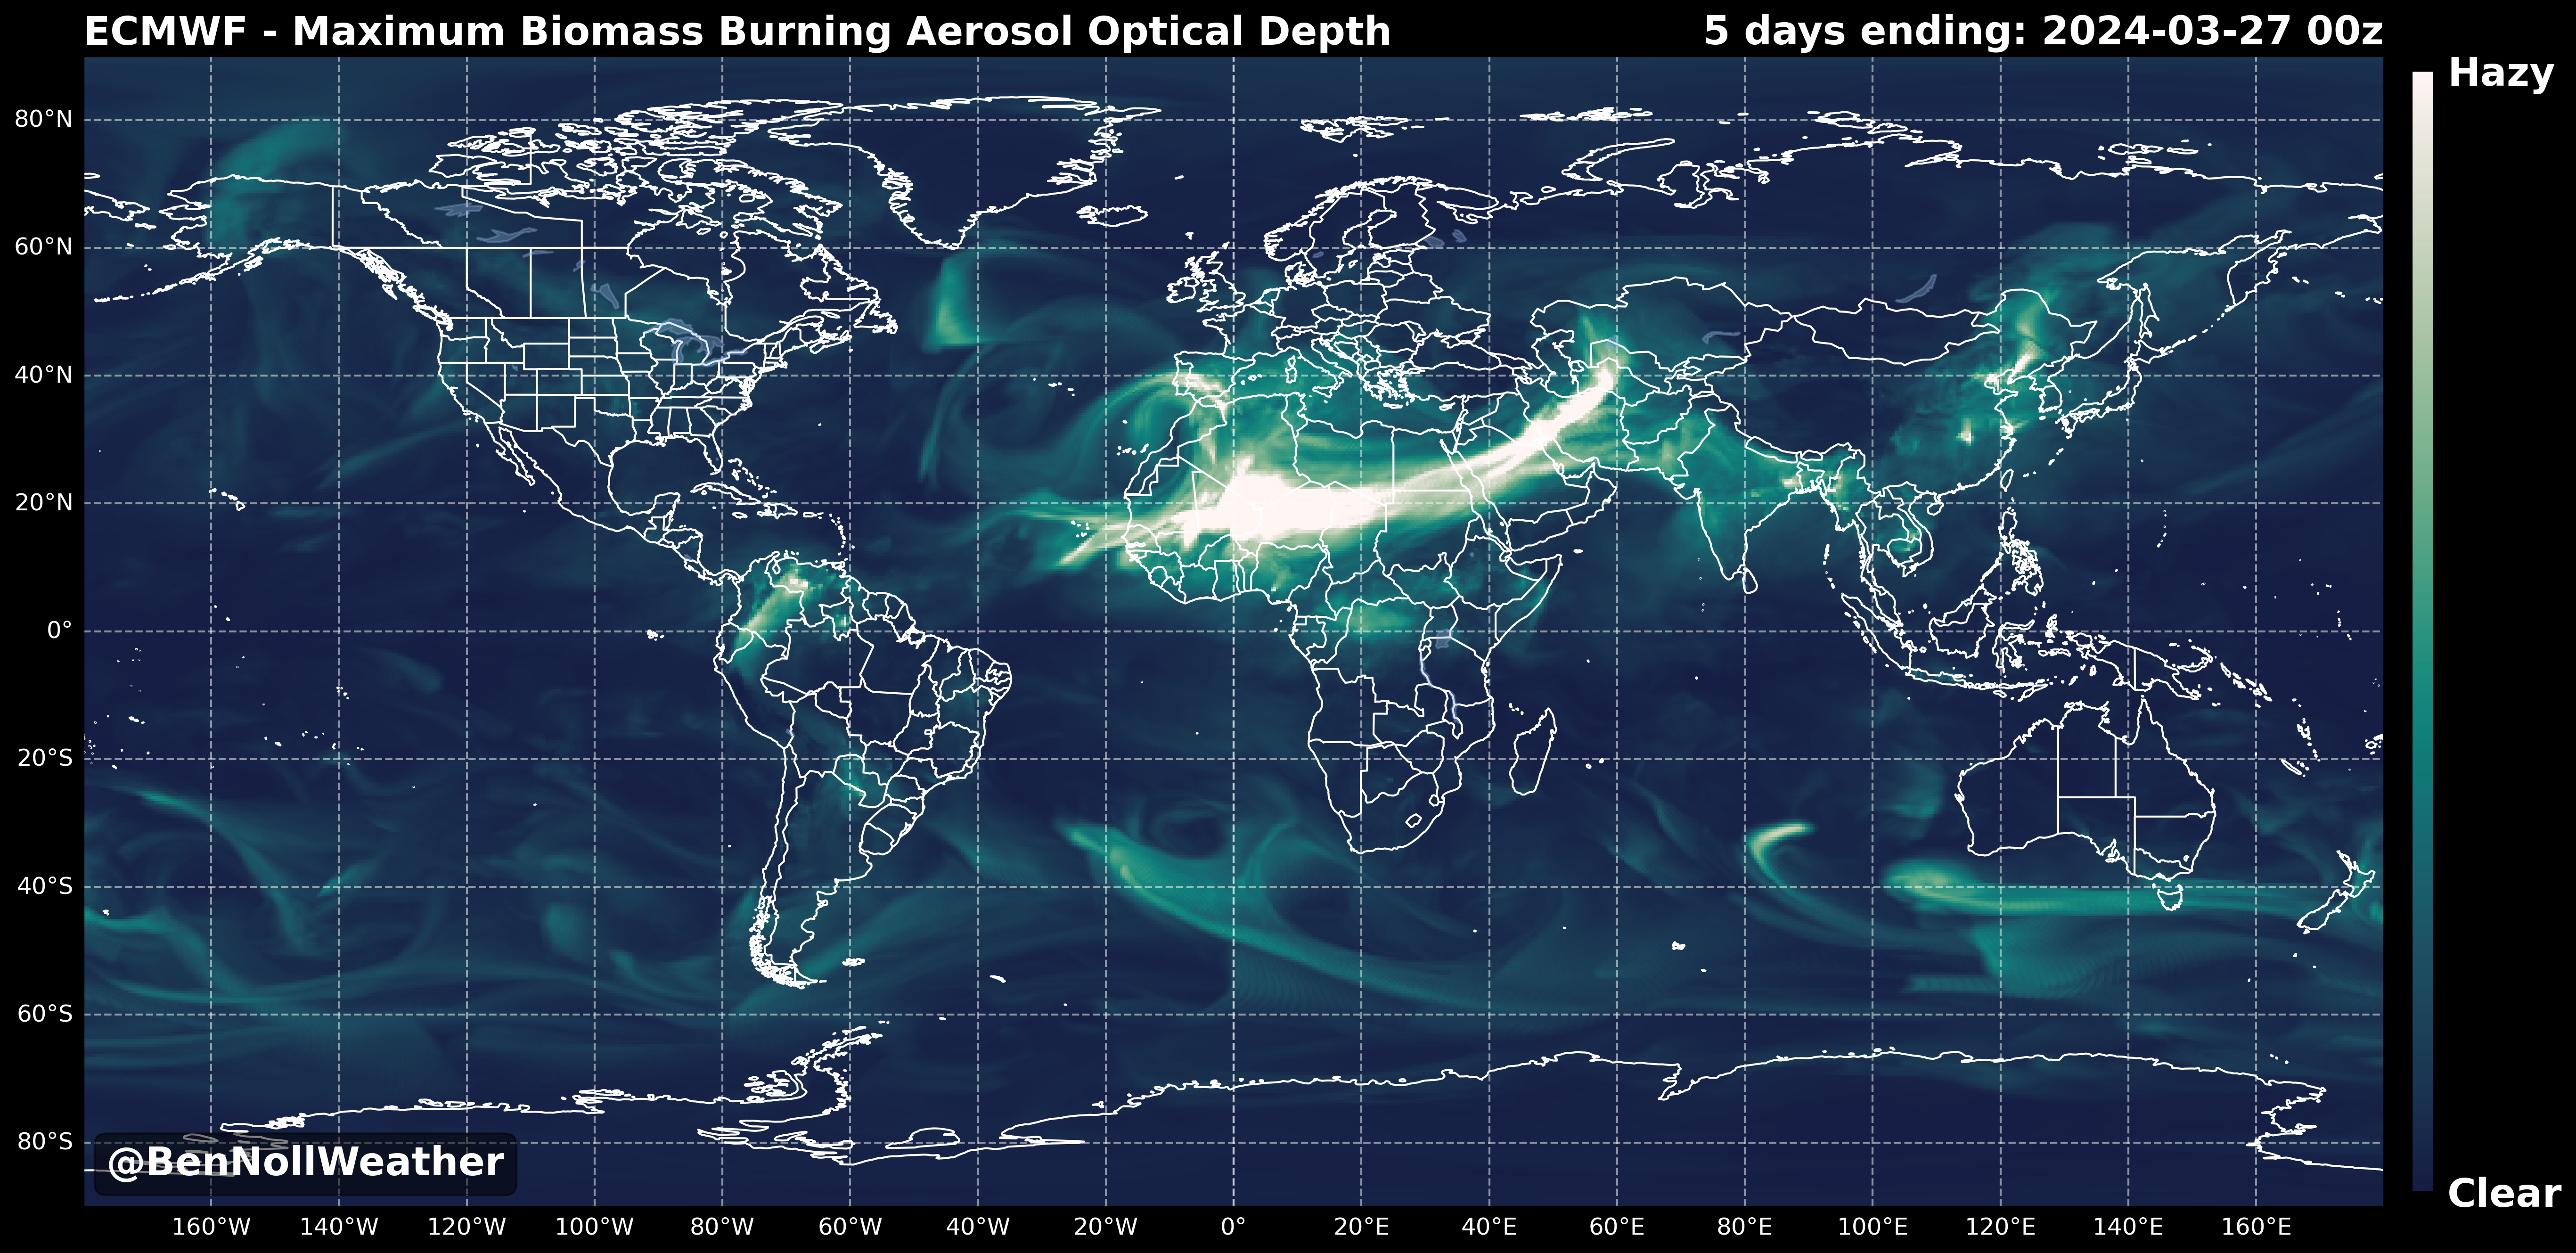 ECMWF - Maximum Biomass Burning Aerosol Optical Depth
5 days ending: 2024-03-27 00z
Hazy
80°N
60°N
40°N
20°N
0°
20°S
40°S
60°S
80°S
@BenNollWeather
Clear
160°W 140°W 120°W 100°W 80°W 60°W 40°W 20°W 0° 20°E 40°E 60°E 80°E 100°E 120°E 140°E 160°E